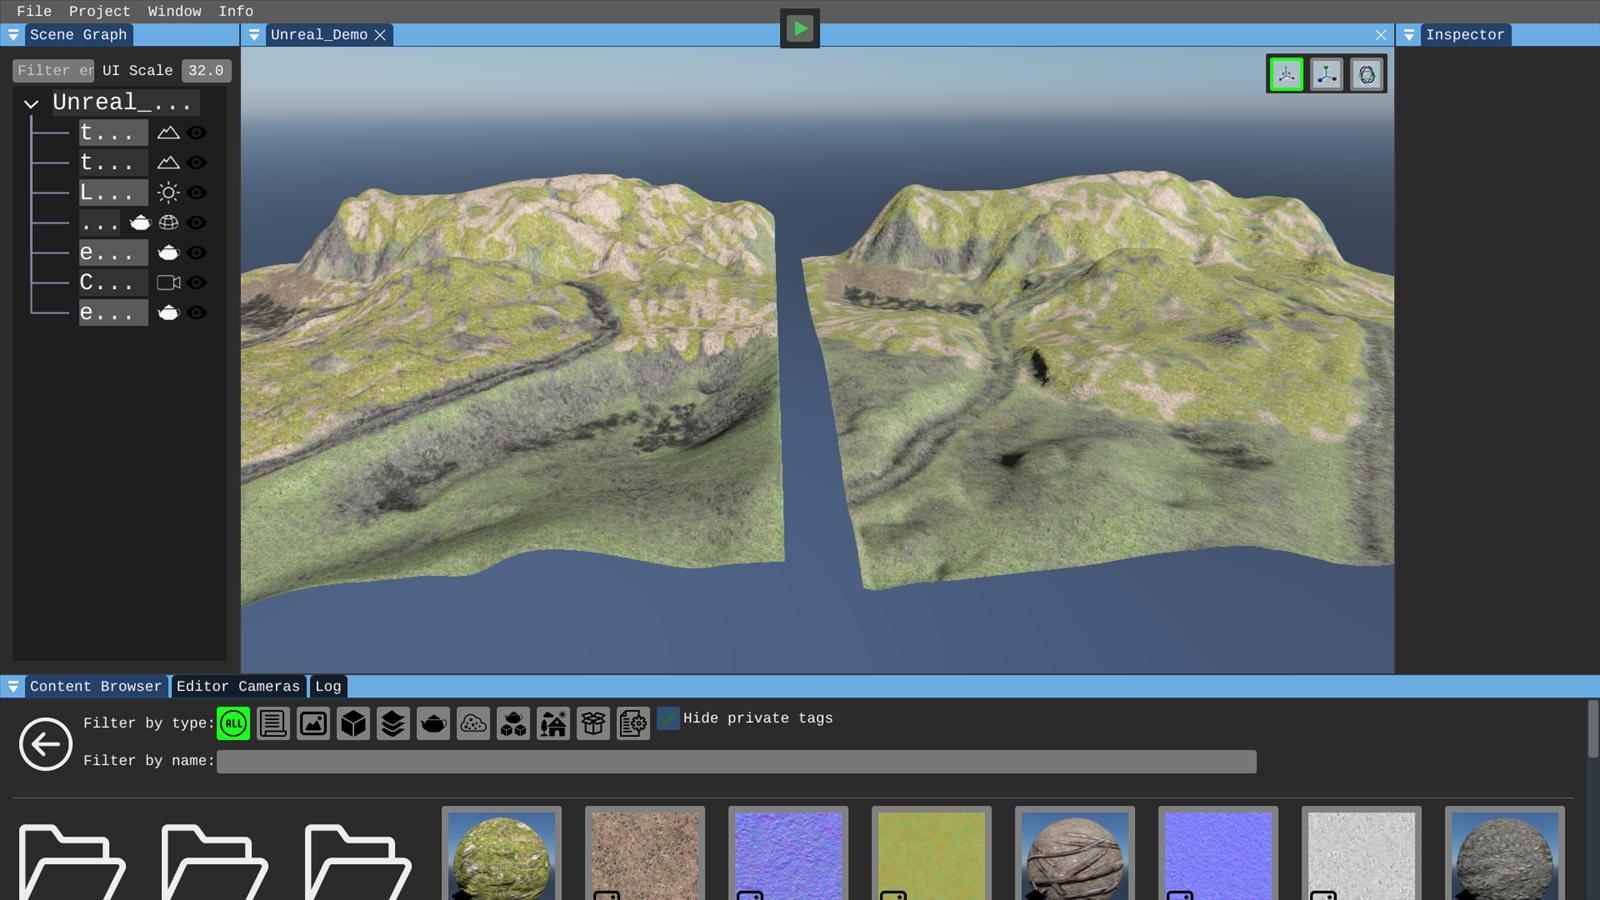 File Project Window Info
Scene Graph
Unreal_Demo
Inspector
Filter er UI Scale 32.0
Unreal_...
t...
t...
L...
...
e...
C...
e...
Content Browser Editor Cameras Log
Filter by type: ALL Hide private tags
Filter by name: